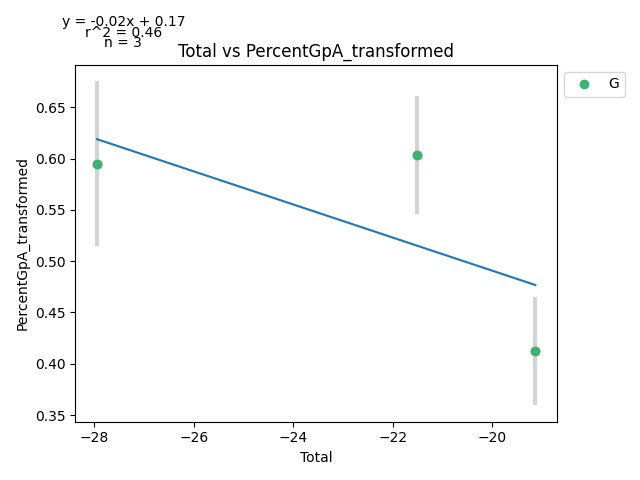 y = -0.02x + 0.17
r^2 = 0.46
n = 3
Total vs PercentGpA_transformed
G
PercentGpA_transformed
0.65
0.60
0.55
0.50
0.45
0.40
0.35
−28
−26
−24
−22
−20
Total